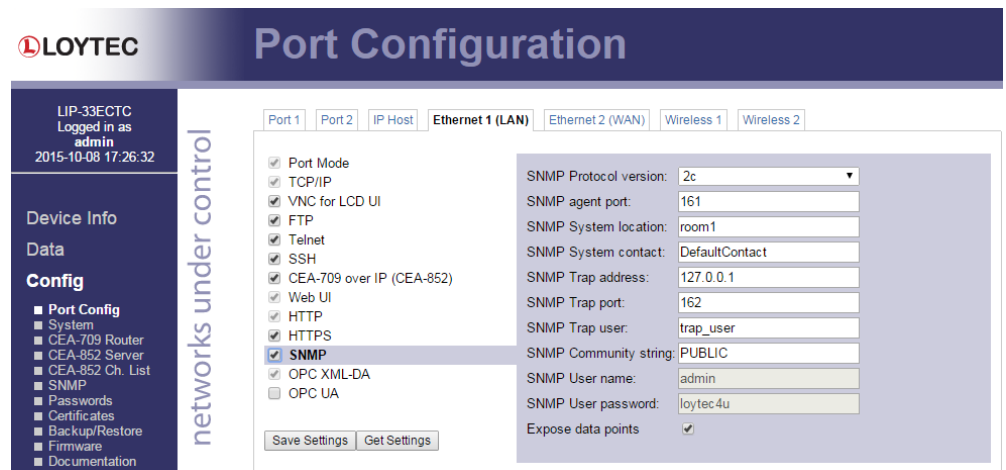 LOYTEC
Port Configuration
LIP-33ECTC
Logged in as
admin
2015-10-08 17:26:32
Device Info
Data
Config
Port Config
System
CEA-709 Router
CEA-852 Server
CEA-852 Ch. List
SNMP
Passwords
Certificates
Backup/Restore
Firmware
Documentation
networks under control
Port 1 Port 2 IP Host Ethernet 1 (LAN) Ethernet 2 (WAN) Wireless 1 Wireless 2
Port Mode
TCP/IP
VNC for LCD UI
FTP
Telnet
SSH
CEA-709 over IP (CEA-852)
Web UI
HTTP
HTTPS
SNMP
OPC XML-DA
OPC UA
Save Settings Get Settings
SNMP Protocol version: 2c
SNMP agent port: 161
SNMP System location: room1
SNMP System contact: DefaultContact
SNMP Trap address: 127.0.0.1
SNMP Trap port: 162
SNMP Trap user: trap_user
SNMP Community string: PUBLIC
SNMP User name: admin
SNMP User password: loytec4u
Expose data points